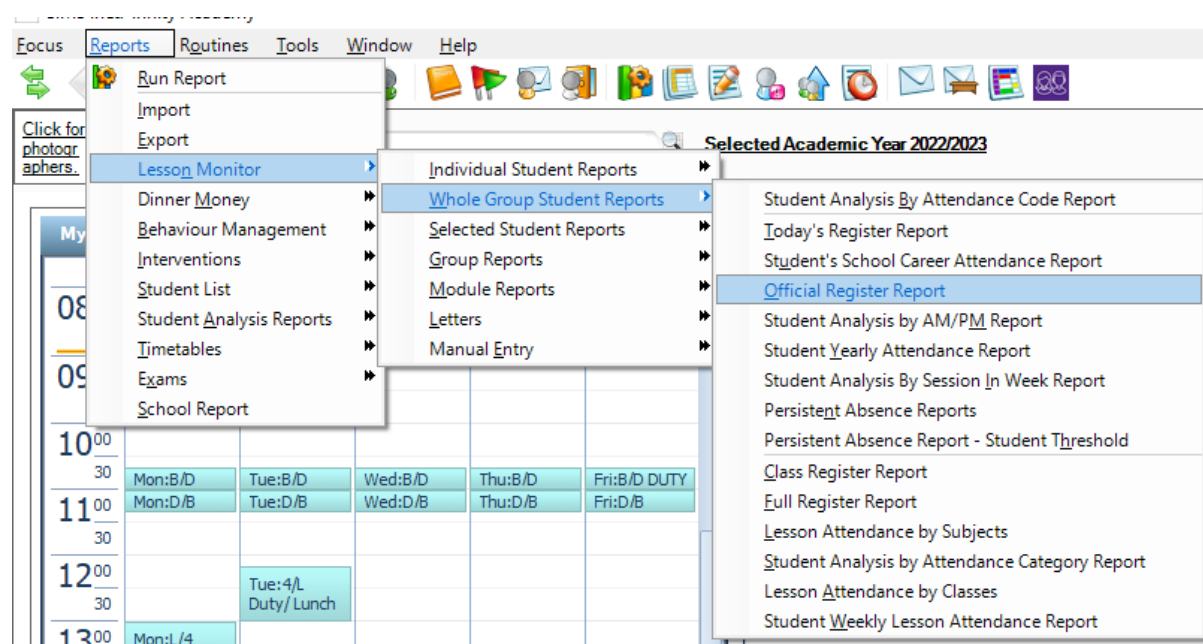 Focus Reports Routines Tools Window Help
Run Report
Import
Export
Lesson Monitor
Dinner Money
Behaviour Management
Interventions
Student List
Student Analysis Reports
Timetables
Exams
School Report
Click for
photogr
aphers.
Selected Academic Year 2022/2023
Individual Student Reports
Whole Group Student Reports
Selected Student Reports
Group Reports
Module Reports
Letters
Manual Entry
Student Analysis By Attendance Code Report
Today's Register Report
Student's School Career Attendance Report
Official Register Report
Student Analysis by AM/PM Report
Student Yearly Attendance Report
Student Analysis By Session In Week Report
Persistent Absence Reports
Persistent Absence Report - Student Threshold
Class Register Report
Full Register Report
Lesson Attendance by Subjects
Student Analysis by Attendance Category Report
Lesson Attendance by Classes
Student Weekly Lesson Attendance Report
My
08
09
10 00
30 Mon:B/D Tue:B/D Wed:B/D Thu:B/D Fri:B/D DUTY
11 00 Mon:D/B Tue:D/B Wed:D/B Thu:D/B Fri:D/B
30
12 00 Tue:4/L
30 Duty/ Lunch
13 00 Mon:L/4